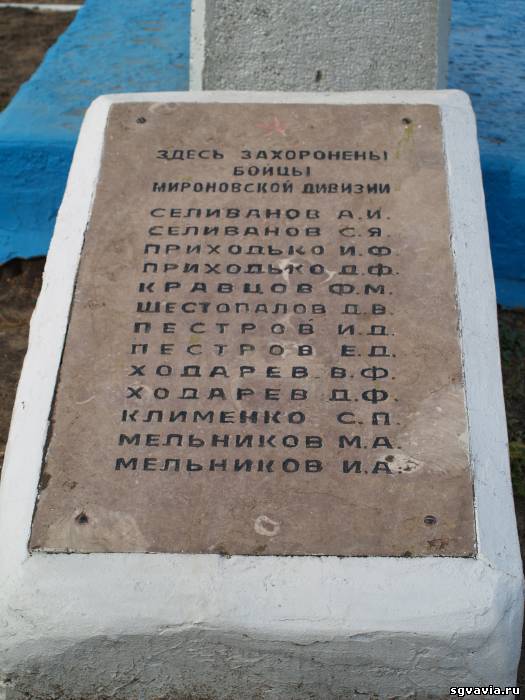 ЗДЕСЬ ЗАХОРОНЕНЫ
БОЙЦЫ
МИРОНОВСКОЙ ДИВИЗИИ
СЕЛИВАНОВ А.И.
СЕЛИВАНОВ С.Я.
ПРИХОДЬКО И.Ф.
ПРИХОДЬКО Д.Ф.
КРАВЦОВ Ф.М.
ШЕСТОПАЛОВ Д.В.
ПЕСТРОВ И.Д.
ПЕСТРОВ Е.Д.
ХОДАРЕВ В.Ф.
ХОДАРЕВ Д.Ф.
КЛИМЕНКО С.П.
МЕЛЬНИКОВ М.А.
МЕЛЬНИКОВ И.А.
sgvavia.ru